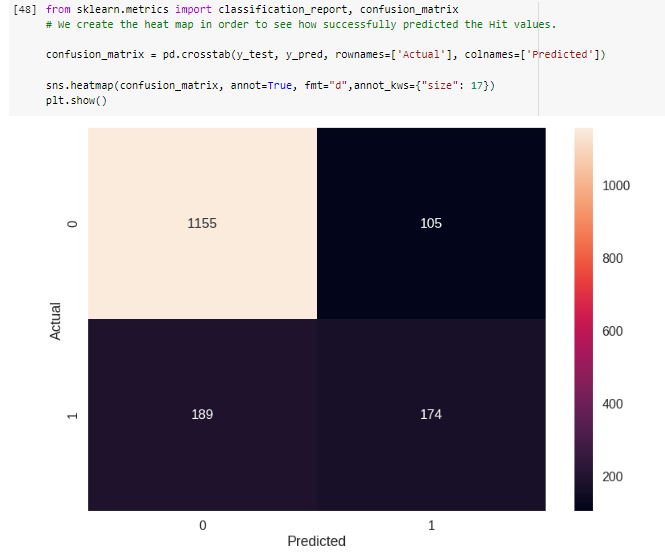 [48] from sklearn.metrics import classification_report, confusion_matrix
# We create the heat map in order to see how successfully predicted the Hit values.
confusion_matrix = pd.crosstab(y_test, y_pred, rownames=['Actual'], colnames=['Predicted'])
sns.heatmap(confusion_matrix, annot=True, fmt="d",annot_kws={"size": 17})
plt.show()
1000
0
1155
105
800
Actual
600
1
189
174
400
200
0
1
Predicted